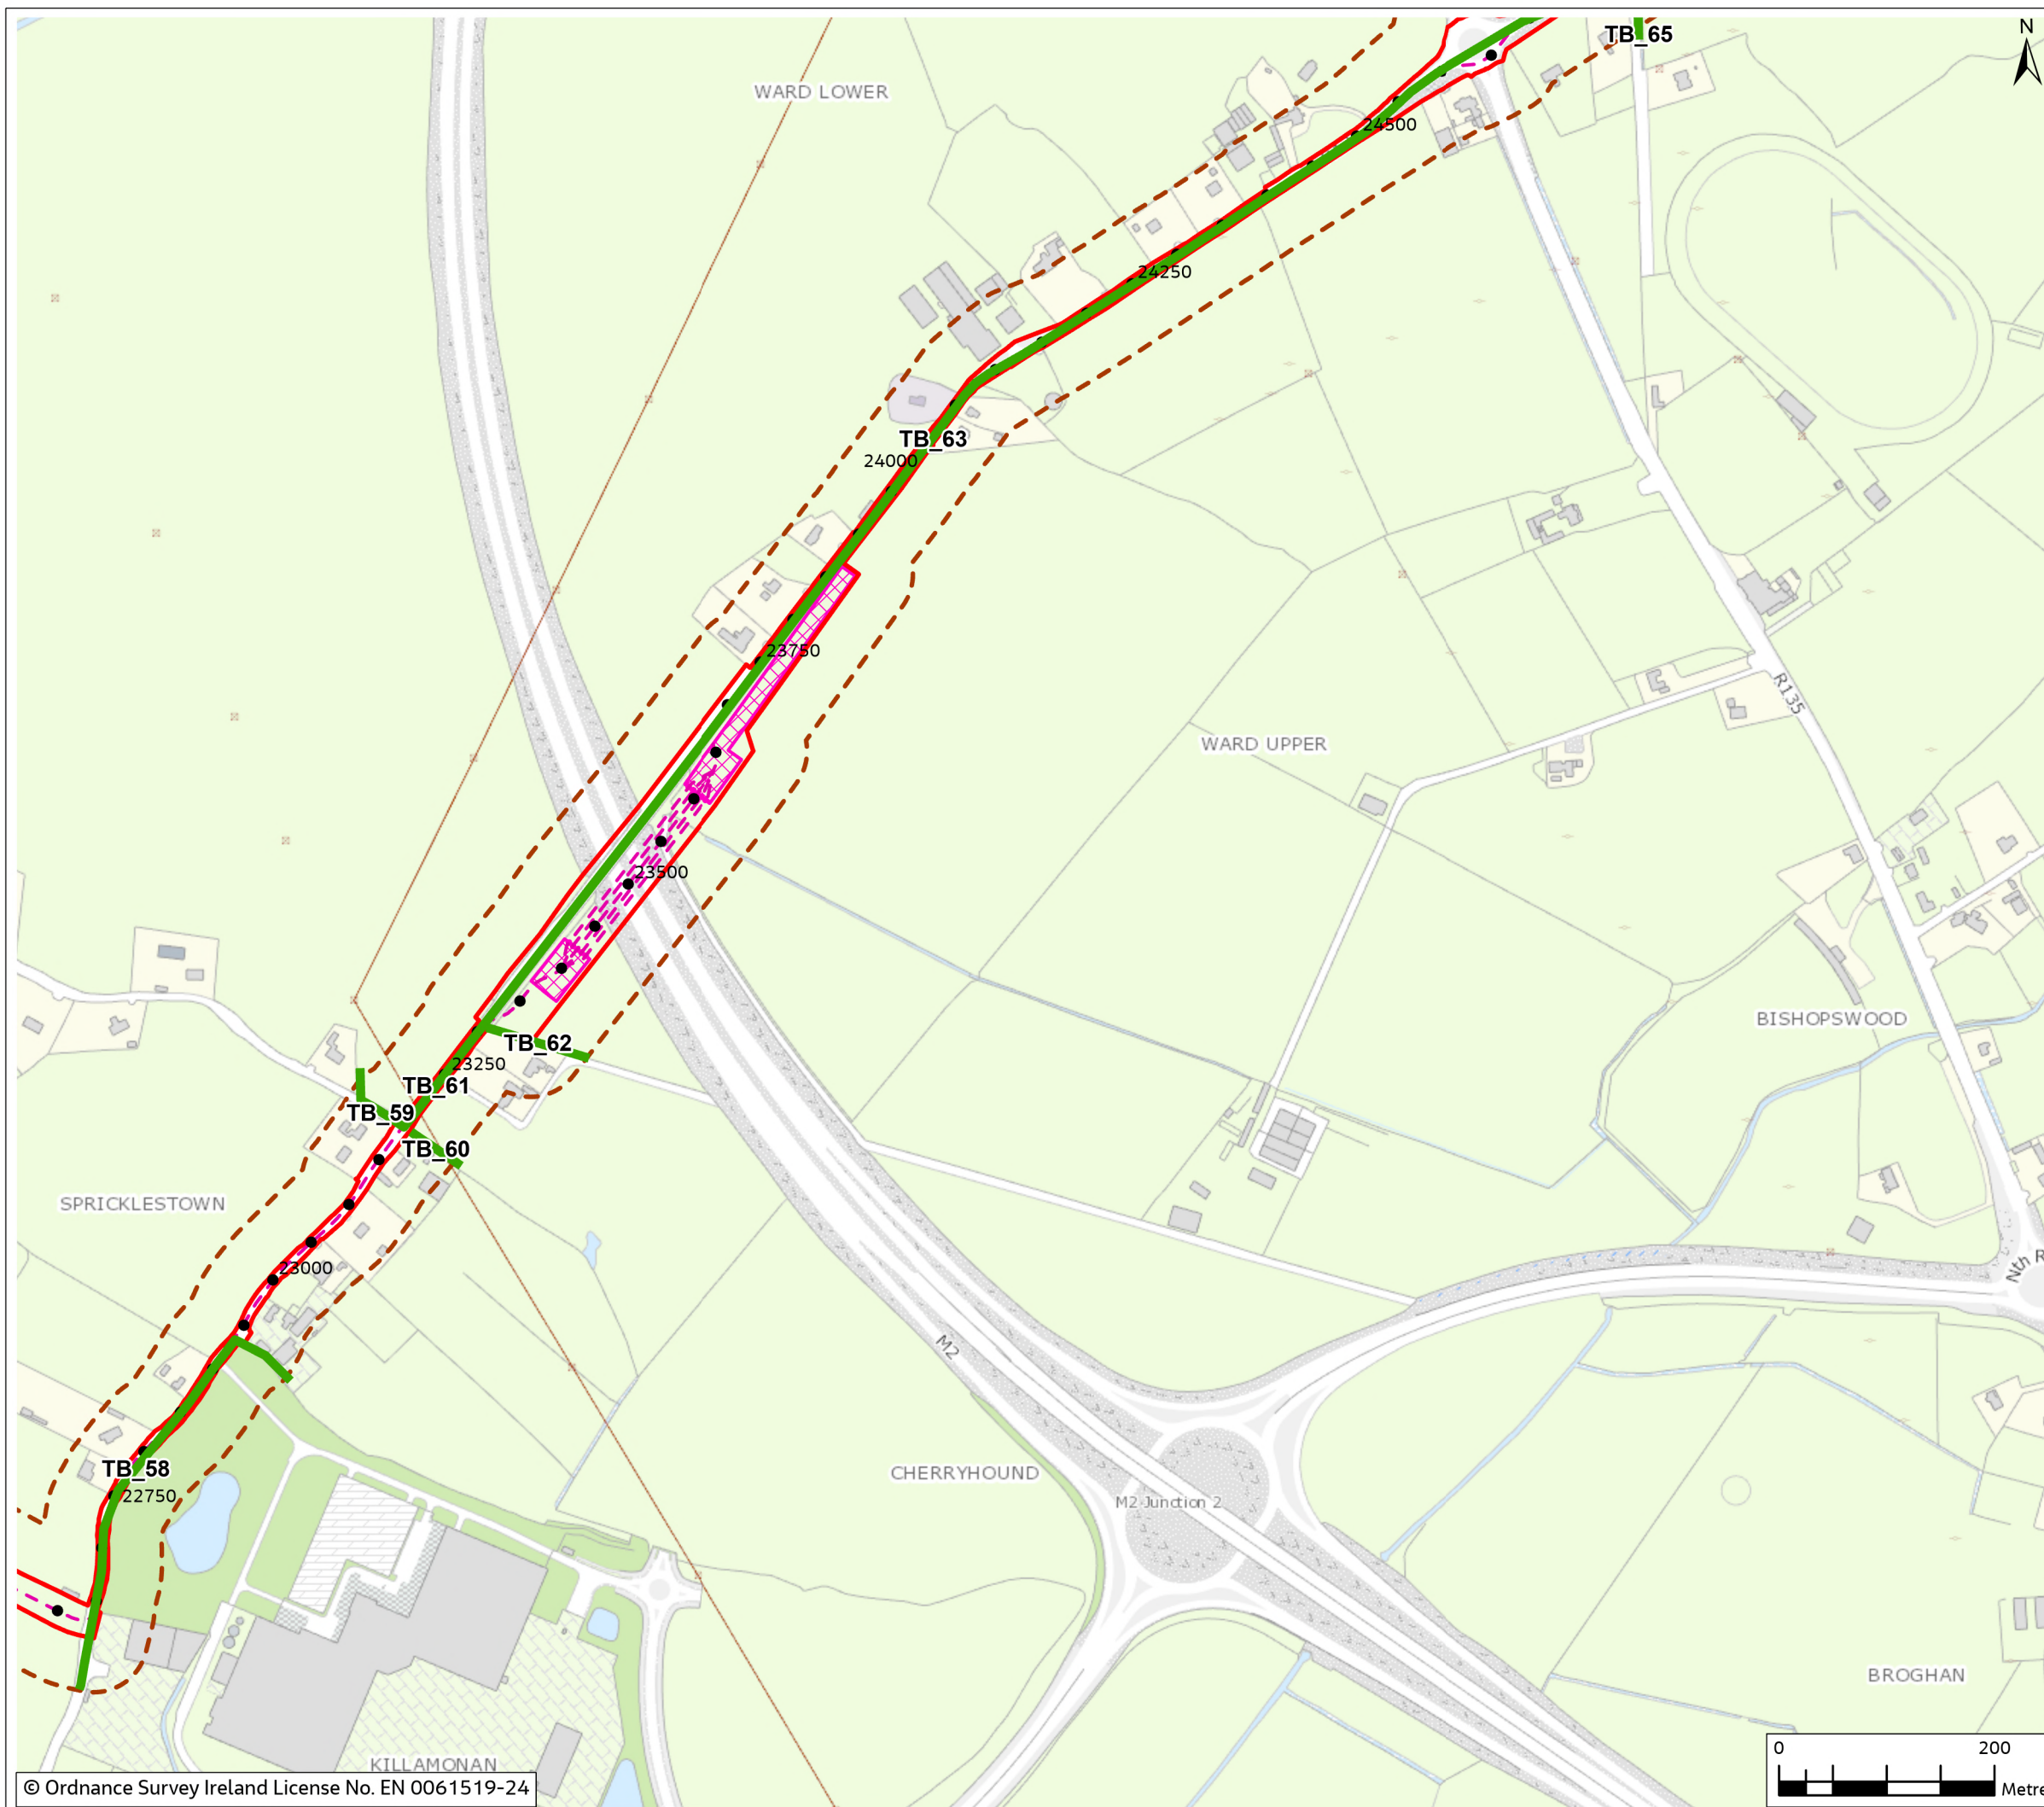 N
TB_65
WARD LOWER
24500
24250
TB_63
24000
23750
R135
WARD UPPER
23500
BISHOPSWOOD
TB_62
23250
TB_61
TB_59
TB_60
SPRICKLESTOWN
23000
Nth R
M2
TB_58
22750
CHERRYHOUND
M2 Junction 2
BROGHAN
KILLAMONAN
0 200
Metre
© Ordnance Survey Ireland License No. EN 0061519-24